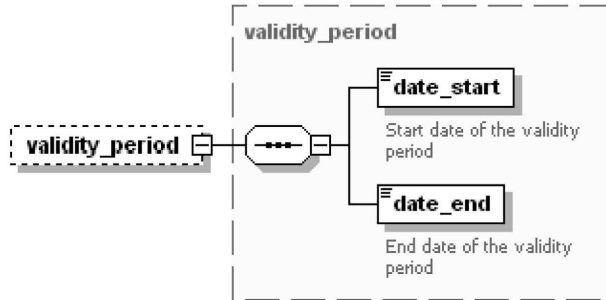 validity_period
date_start
Start date of the validity
period
validity_period
date_end
End date of the validity
period